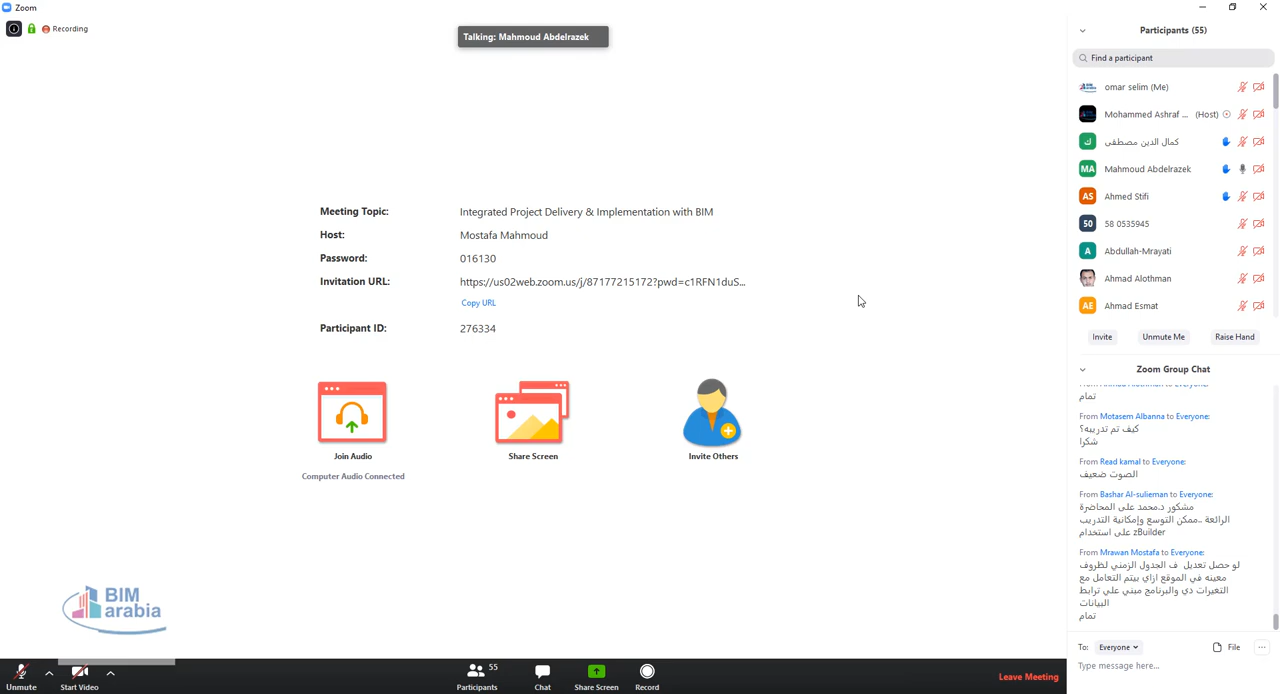 Zoom
Recording
Talking: Mahmoud Abdelrazek
Meeting Topic: Integrated Project Delivery & Implementation with BIM
Host: Mostafa Mahmoud
Password: 016130
Invitation URL: https://us02web.zoom.us/j/87177215172?pwd=c1RFN1duS...
Copy URL
Participant ID: 276334
Join Audio
Computer Audio Connected
Share Screen
Invite Others
BIM
arabia
Unmute
Start Video
Participants 55
Chat
Share Screen
Record
Leave Meeting
Participants (55)
Find a participant
omar selim (Me)
Mohammed Ashraf ... (Host)
ك كمال الدين مصطفى
MA Mahmoud Abdelrazek
AS Ahmed Stifi
50 58 0535945
A Abdullah-Mrayati
Ahmad Alothman
AE Ahmad Esmat
Invite Unmute Me Raise Hand
Zoom Group Chat
تمام
From Motasem Albanna to Everyone:
كيف تم تدريبه؟
شكرا
From Read kamal to Everyone:
الصوت ضعيف
From Bashar Al-sulieman to Everyone:
مشكور د.محمد على المحاضرة
الرائعة ..ممكن التوسع وإمكانية التدريب
على استخدام zBuilder
From Mrawan Mostafa to Everyone:
لو حصل تعديل ف الجدول الزمني لظروف
معينه في الموقع ازاي بيتم التعامل مع
التغيرات دي والبرنامج مبني علي ترابط
البيانات
تمام
To: Everyone File ...
Type message here...